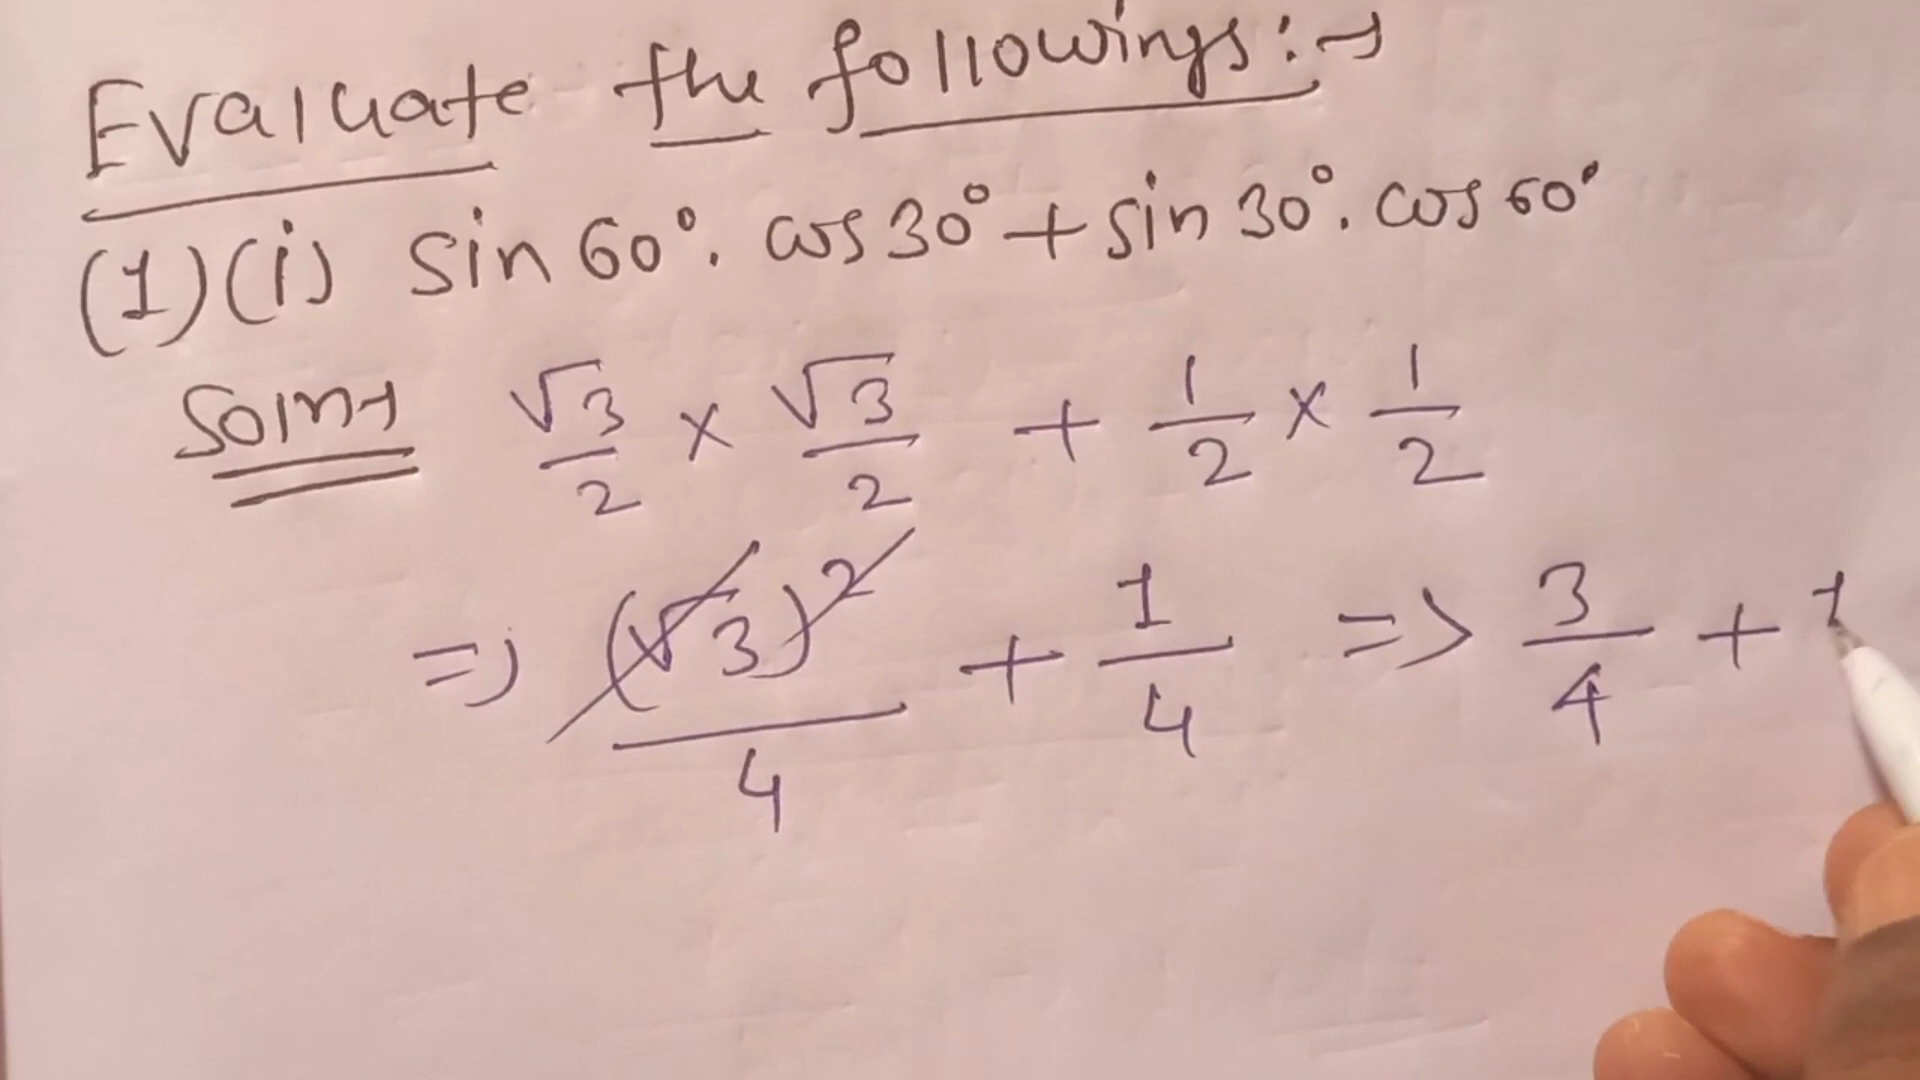 Evaluate the followings:→
(1)(i) sin 60°. cos 30° + sin 30°. cos 60°
Soln→ √3/2 × √3/2 + 1/2 × 1/2
=> (√3)²/4 + 1/4 => 3/4 + 1